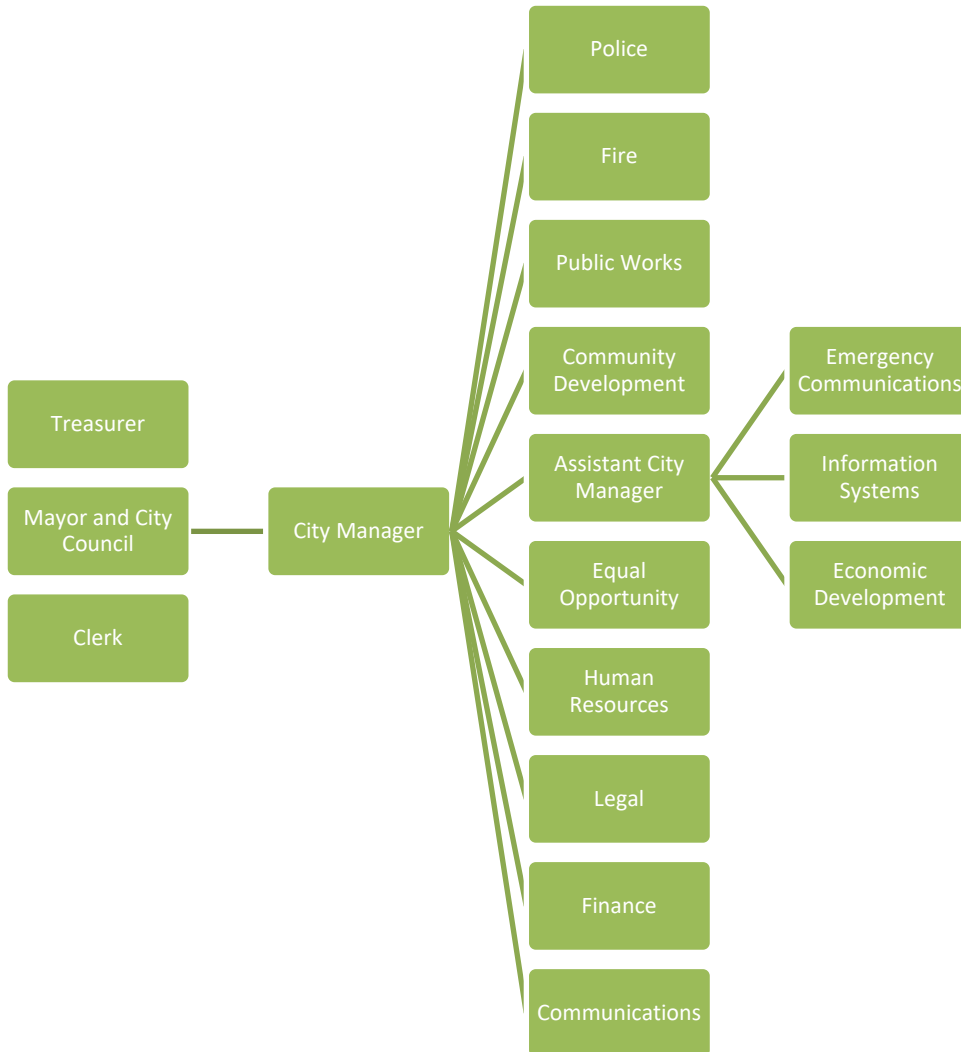 Treasurer
Mayor and City
Council
Clerk
City Manager
Police
Fire
Public Works
Community
Development
Assistant City
Manager
Equal
Opportunity
Human
Resources
Legal
Finance
Communications
Emergency
Communications
Information
Systems
Economic
Development